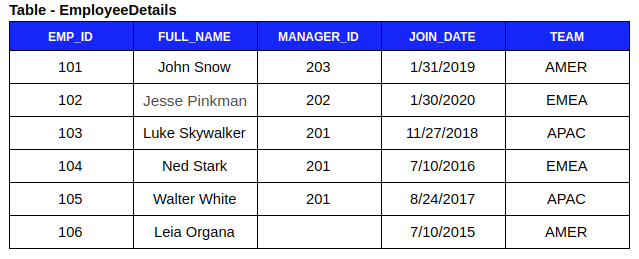 Table - EmployeeDetails
EMP_ID FULL_NAME MANAGER_ID JOIN_DATE TEAM
101 John Snow 203 1/31/2019 AMER
102 Jesse Pinkman 202 1/30/2020 EMEA
103 Luke Skywalker 201 11/27/2018 APAC
104 Ned Stark 201 7/10/2016 EMEA
105 Walter White 201 8/24/2017 APAC
106 Leia Organa 7/10/2015 AMER